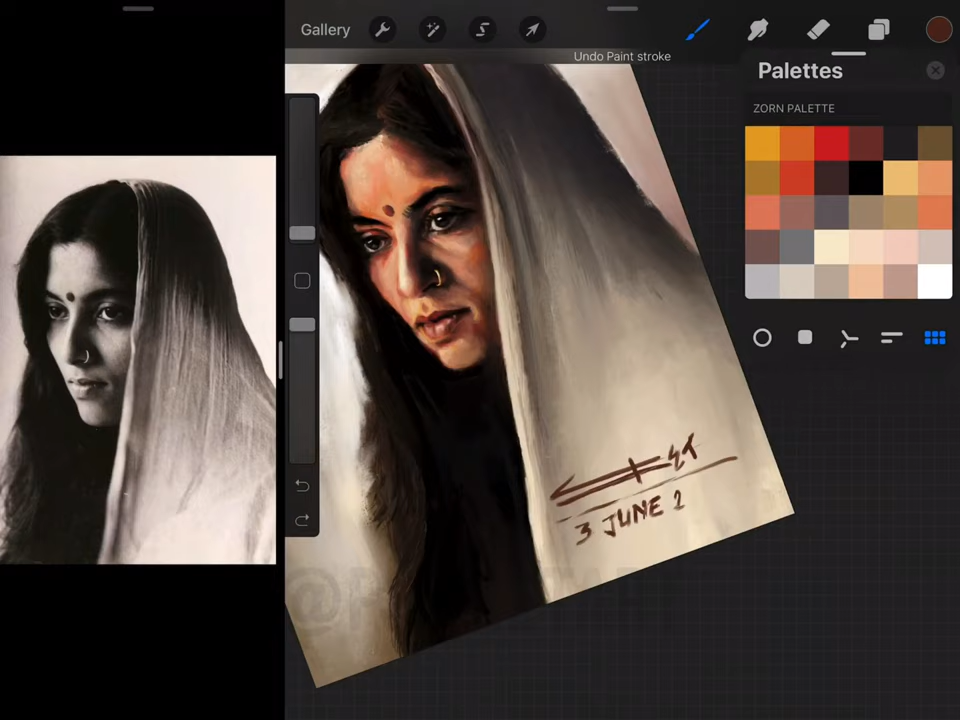 Gallery
Undo Paint stroke
Palettes
ZORN PALETTE
3 JUNE 2